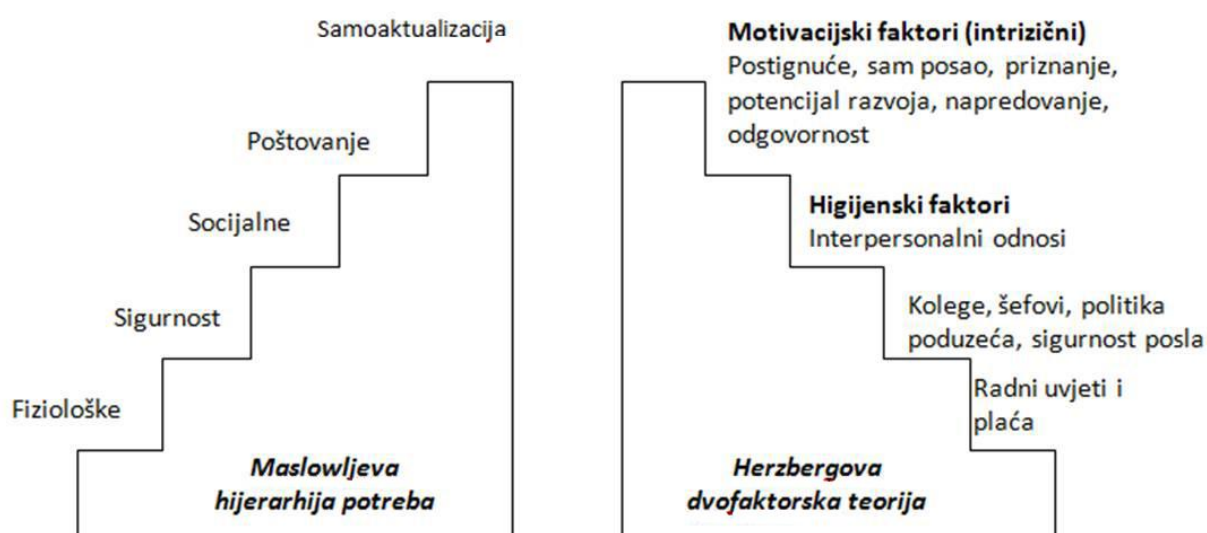 Samoaktualizacija
Poštovanje
Socijalne
Sigurnost
Fiziološke
Maslowljeva
hijerarhija potreba
Motivacijski faktori (intrizični)
Postignuće, sam posao, priznanje,
potencijal razvoja, napredovanje,
odgovornost
Higijenski faktori
Interpersonalni odnosi
Kolege, šefovi, politika
poduzeća, sigurnost posla
Radni uvjeti i
plaća
Herzbergova
dvofaktorska teorija